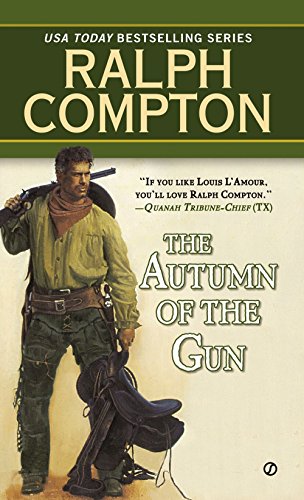 USA TODAY BESTSELLING SERIES
RALPH
COMPTON
"IF YOU LIKE LOUIS L'AMOUR,
YOU'LL LOVE RALPH COMPTON."
—QUANAH TRIBUNE-CHIEF (TX)
THE
AUTUMN
OF THE
GUN